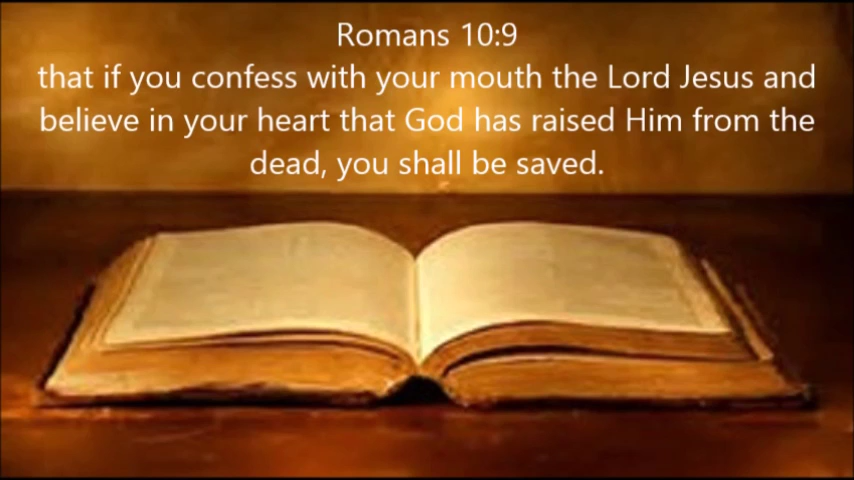 Romans 10:9
that if you confess with your mouth the Lord Jesus and
believe in your heart that God has raised Him from the
dead, you shall be saved.